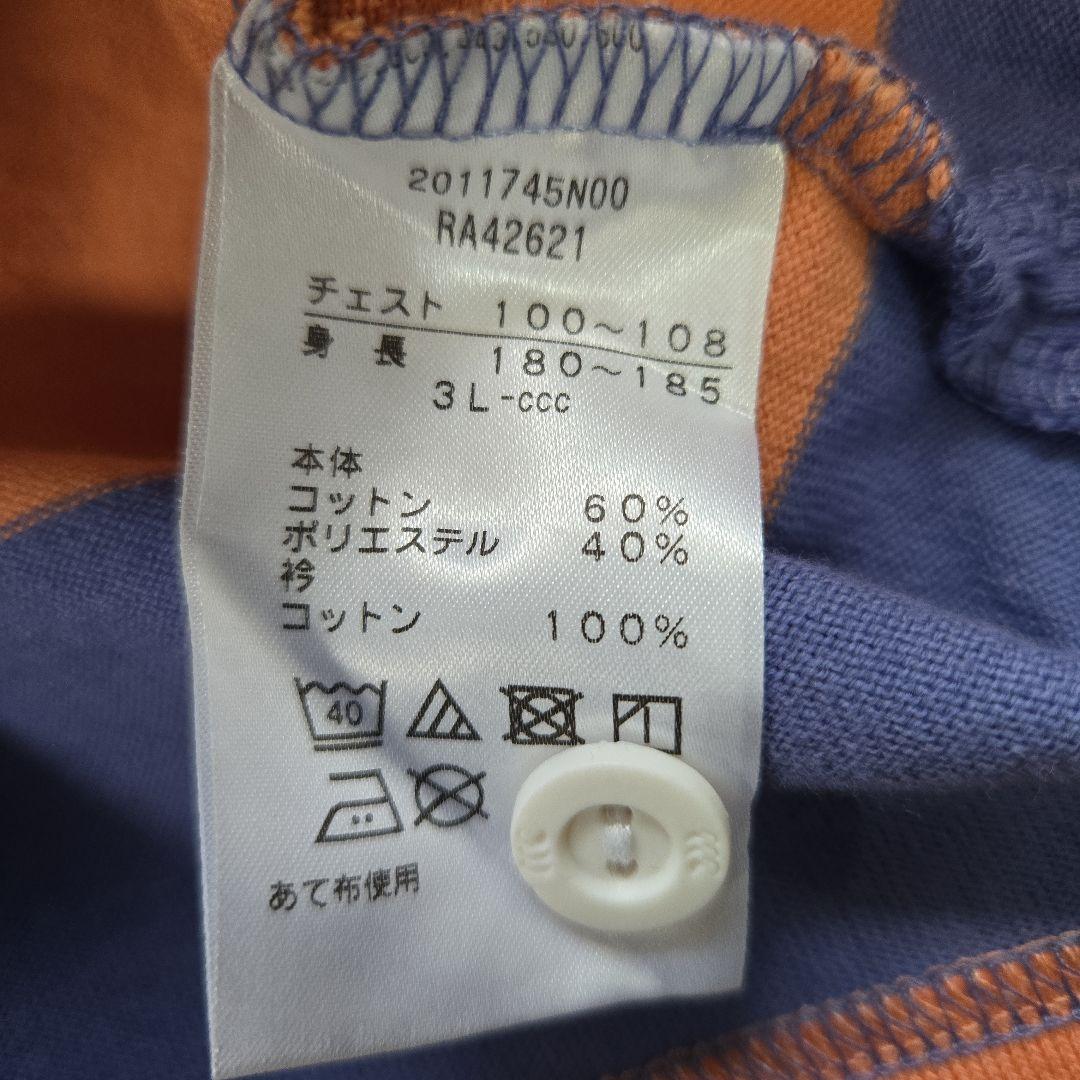 2011745N00
RA42621
チェスト 100～108
身長 180～185
3L-ccc
本体
コットン 60%
ポリエステル 40%
衿
コットン 100%
40
あて布使用
ccc
ccc